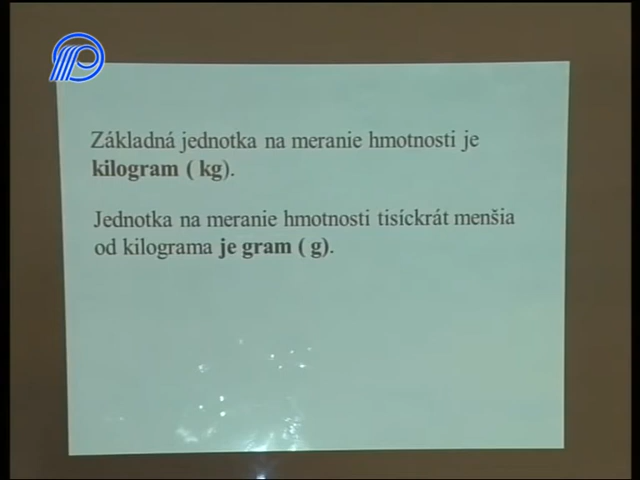 Základná jednotka na meranie hmotnosti je
kilogram ( kg).
Jednotka na meranie hmotnosti tisíckrát menšia
od kilograma je gram ( g).